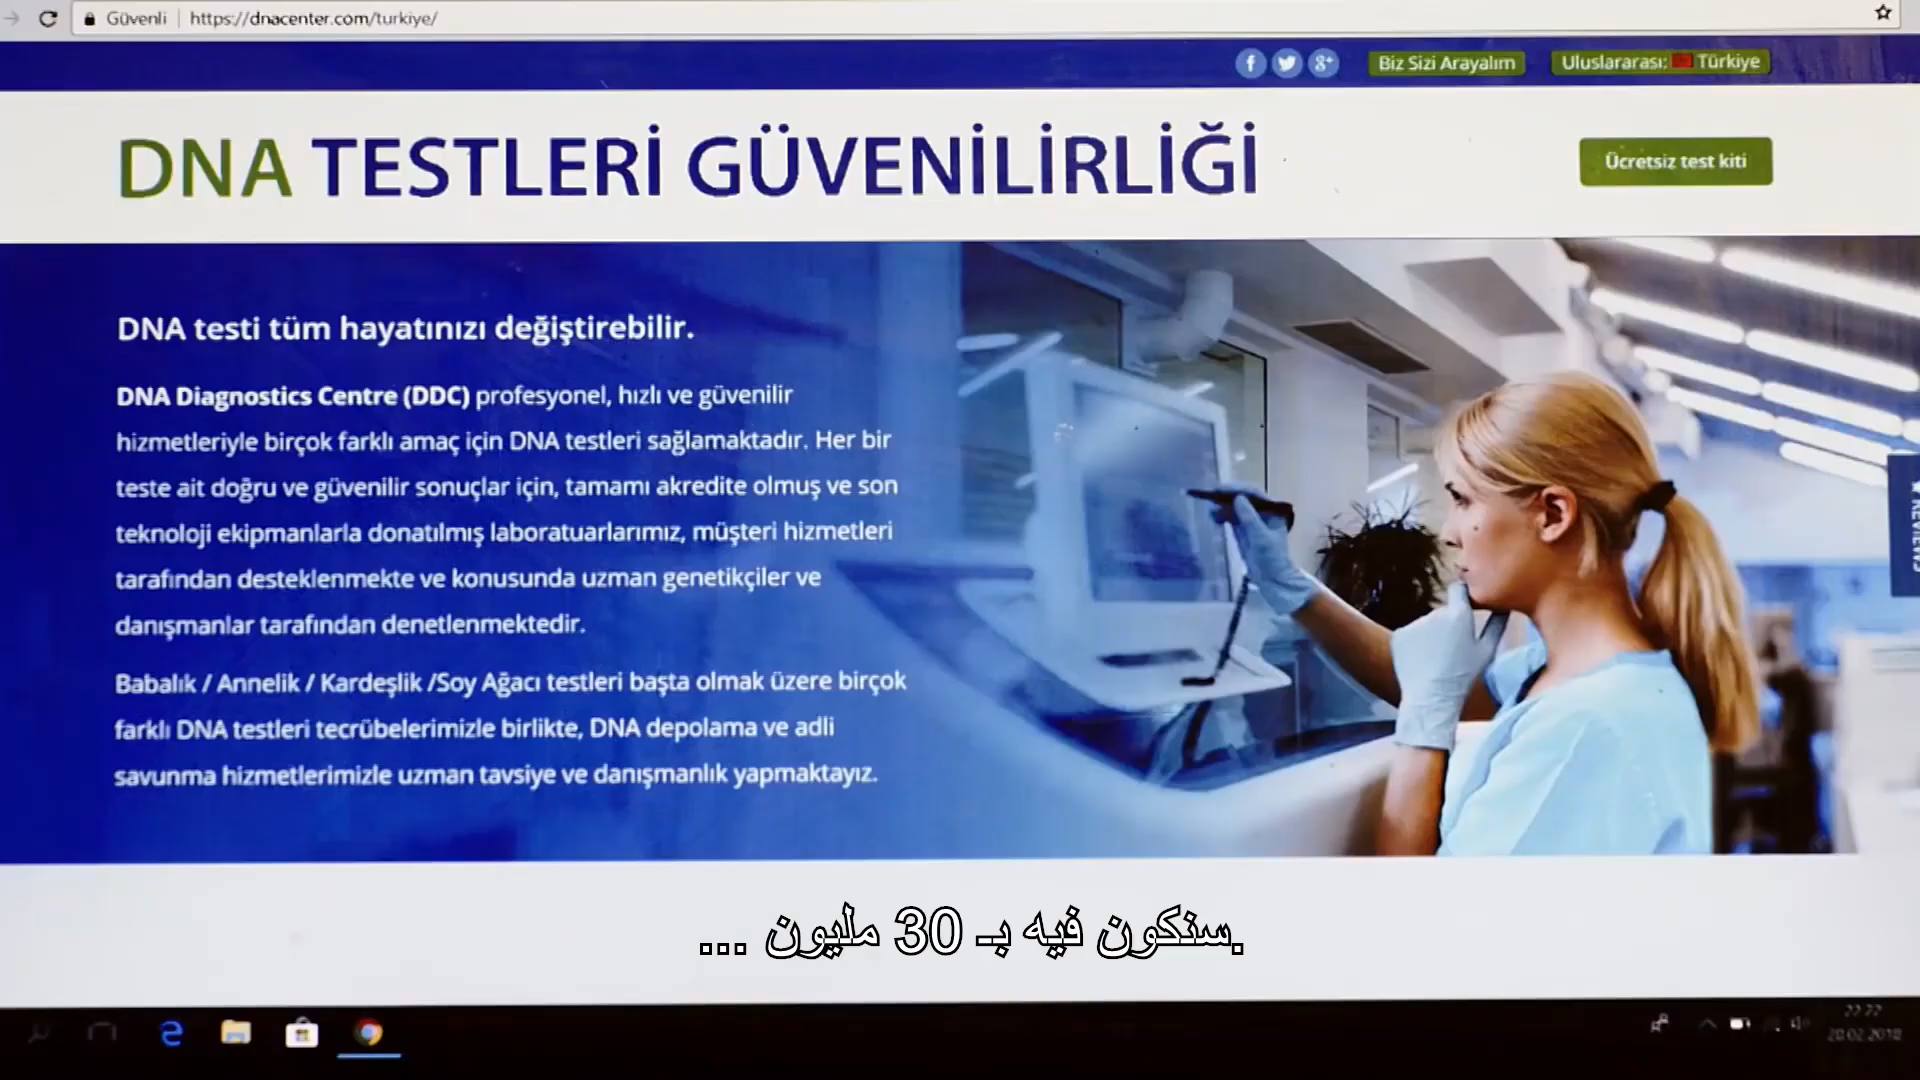 Güvenli https://dnacenter.com/turkiye/
Biz Sizi Arayalım
Uluslararası: Türkiye
DNA TESTLERİ GÜVENİLİRLİĞİ
Ücretsiz test kiti
DNA testi tüm hayatınızı değiştirebilir.
DNA Diagnostics Centre (DDC) profesyonel, hızlı ve güvenilir
hizmetleriyle birçok farklı amaç için DNA testleri sağlamaktadır. Her bir
teste ait doğru ve güvenilir sonuçlar için, tamamı akredite olmuş ve son
teknoloji ekipmanlarla donatılmış laboratuarlarımız, müşteri hizmetleri
tarafından desteklenmekte ve konusunda uzman genetikçiler ve
danışmanlar tarafından denetlenmektedir.
Babalık / Annelik / Kardeşlik /Soy Ağacı testleri başta olmak üzere birçok
farklı DNA testleri tecrübelerimizle birlikte, DNA depolama ve adli
savunma hizmetlerimizle uzman tavsiye ve danışmanlık yapmaktayız.
.سنكون فيه بـ 30 مليون ...
22:22
20.02.2018